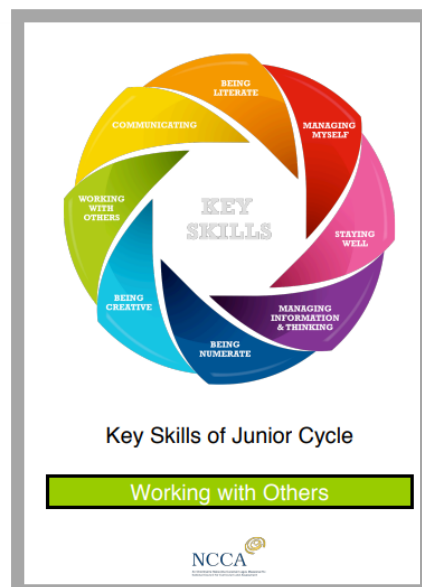 BEING
LITERATE
MANAGING
MYSELF
COMMUNICATING
WORKING
WITH
OTHERS
KEY
SKILLS
STAYING
WELL
BEING
CREATIVE
MANAGING
INFORMATION
& THINKING
BEING
NUMERATE
Key Skills of Junior Cycle
Working with Others
NCCA